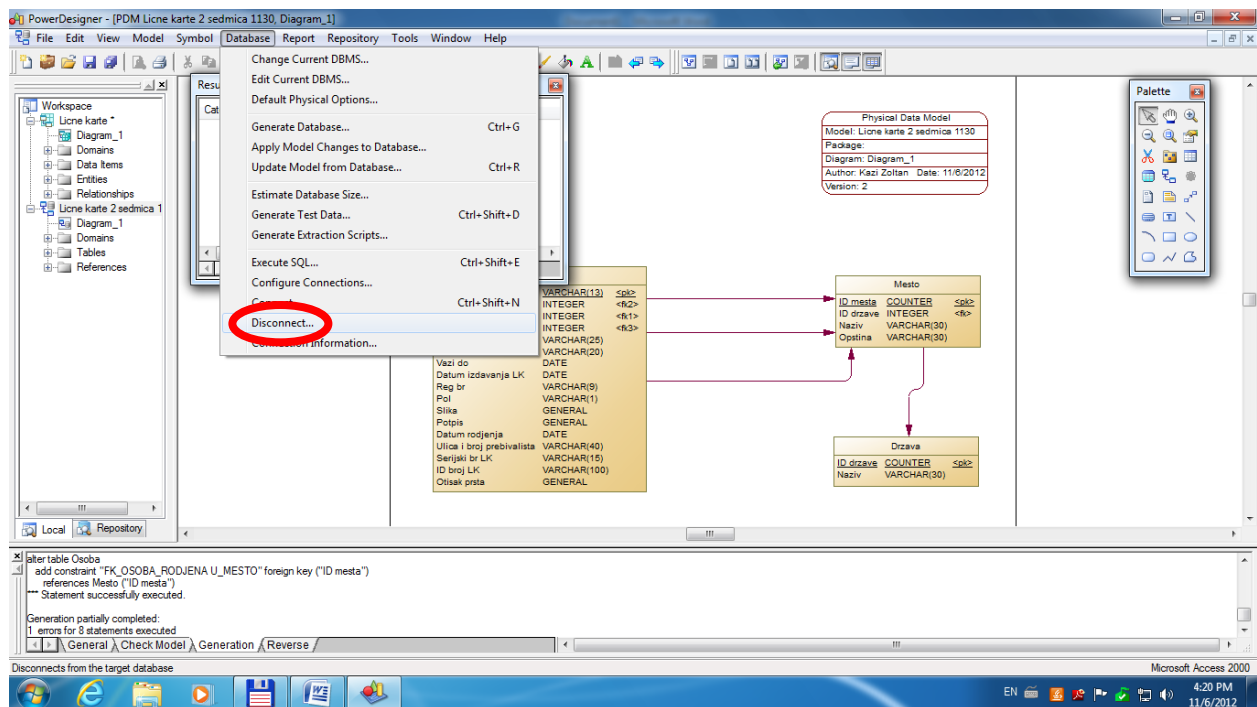 PowerDesigner - [PDM Licne karte 2 sedmica 1130, Diagram_1]
File Edit View Model Symbol Database Report Repository Tools Window Help
Change Current DBMS...
Edit Current DBMS...
Default Physical Options...
Generate Database... Ctrl+G
Apply Model Changes to Database...
Update Model from Database... Ctrl+R
Estimate Database Size...
Generate Test Data... Ctrl+Shift+D
Generate Extraction Scripts...
Execute SQL... Ctrl+Shift+E
Configure Connections...
Connect... Ctrl+Shift+N
Disconnect...
Connection Information...
Resu
Cat
Workspace
Licne karte *
Diagram_1
Domains
Data Items
Entities
Relationships
Licne karte 2 sedmica 1
Diagram_1
Domains
Tables
References
Local Repository
Physical Data Model
Model: Licne karte 2 sedmica 1130
Package:
Diagram: Diagram_1
Author: Kazi Zoltan Date: 11/6/2012
Version: 2
Palette
VARCHAR(13) <pk>
INTEGER <fk2>
INTEGER <fk1>
INTEGER <fk3>
VARCHAR(25)
VARCHAR(20)
Vazi do DATE
Datum izdavanja LK DATE
Reg br VARCHAR(9)
Pol VARCHAR(1)
Slika GENERAL
Potpis GENERAL
Datum rodjenja DATE
Ulica i broj prebivalista VARCHAR(40)
Serijski br LK VARCHAR(15)
ID broj LK VARCHAR(100)
Otisak prsta GENERAL
Mesto
ID mesta COUNTER <pk>
ID drzave INTEGER <fk>
Naziv VARCHAR(30)
Opstina VARCHAR(30)
Drzava
ID drzave COUNTER <pk>
Naziv VARCHAR(30)
alter table Osoba
add constraint "FK_OSOBA_RODJENA U_MESTO" foreign key ("ID mesta")
references Mesto ("ID mesta")
*** Statement successfully executed.
Generation partially completed:
1 errors for 8 statements executed
General Check Model Generation Reverse
Disconnects from the target database Microsoft Access 2000
EN
4:20 PM
11/6/2012